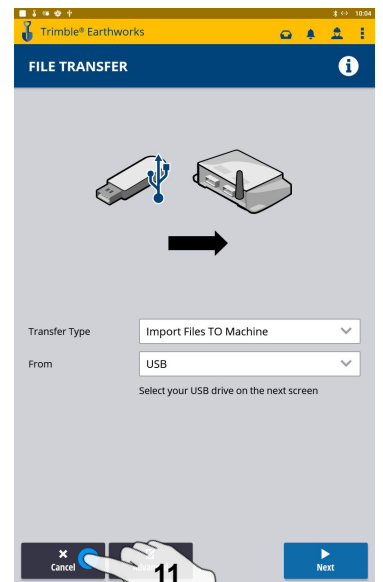 10:04
Trimble® Earthworks
FILE TRANSFER
i
Transfer Type
Import Files TO Machine
From
USB
Select your USB drive on the next screen
Cancel
11
Next